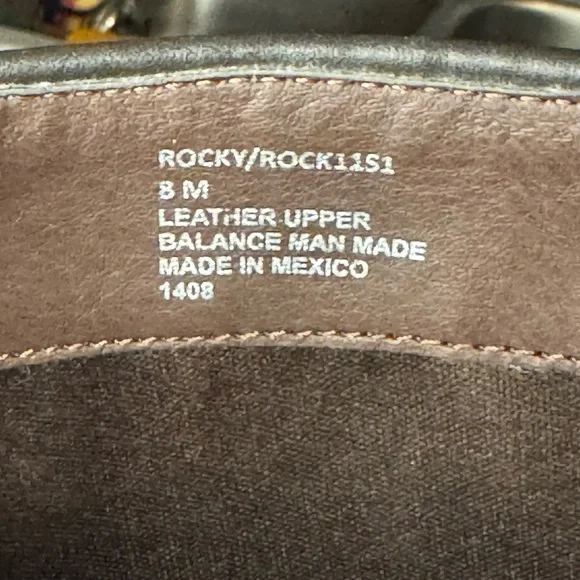 ROCKY/ROCK11S1
8 M
LEATHER UPPER
BALANCE MAN MADE
MADE IN MEXICO
1408